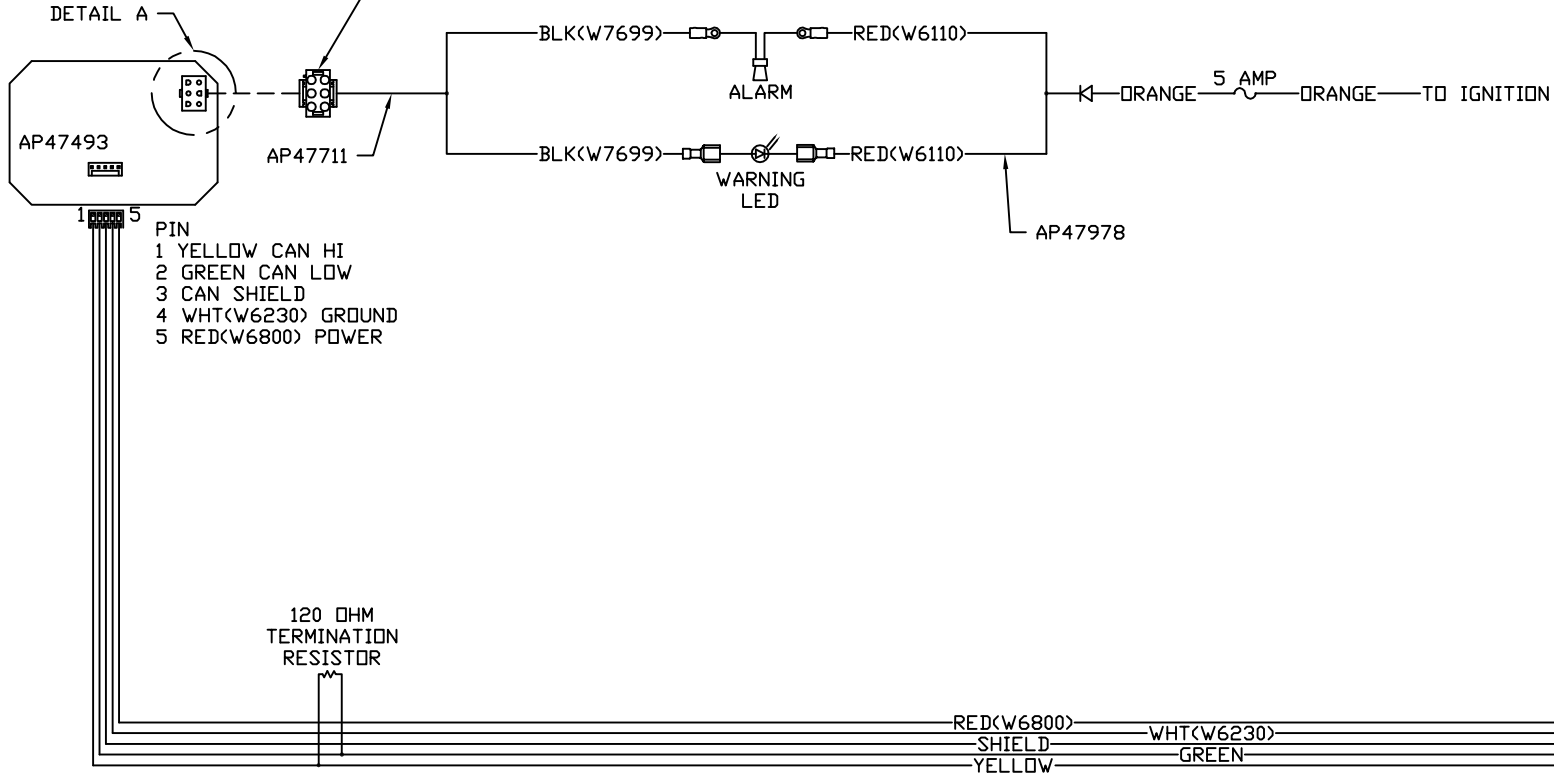 DETAIL A
BLK(W7699)
RED(W6110)
ALARM
5 AMP
ORANGE
ORANGE
TO IGNITION
AP47493
AP47711
BLK(W7699)
RED(W6110)
WARNING
LED
AP47978
1
5
PIN
1 YELLOW CAN HI
2 GREEN CAN LOW
3 CAN SHIELD
4 WHT(W6230) GROUND
5 RED(W6800) POWER
120 OHM
TERMINATION
RESISTOR
RED(W6800)
WHT(W6230)
SHIELD
GREEN
YELLOW